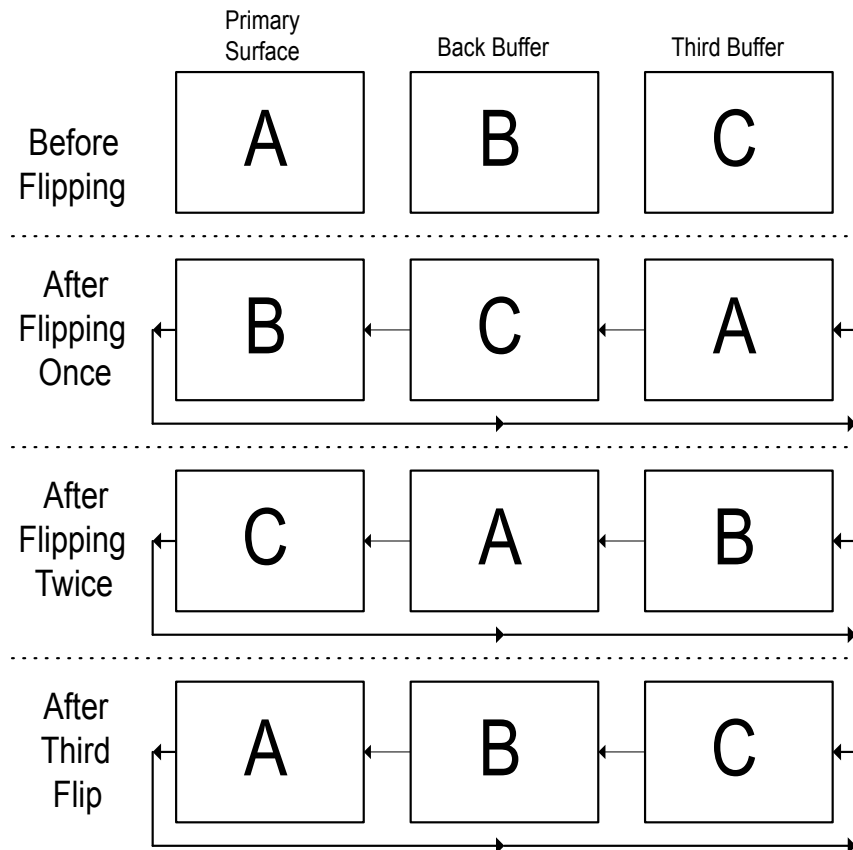 Primary
Surface
Back Buffer
Third Buffer
Before
Flipping
A
B
C
After
Flipping
Once
B
C
A
After
Flipping
Twice
C
A
B
After
Third
Flip
A
B
C